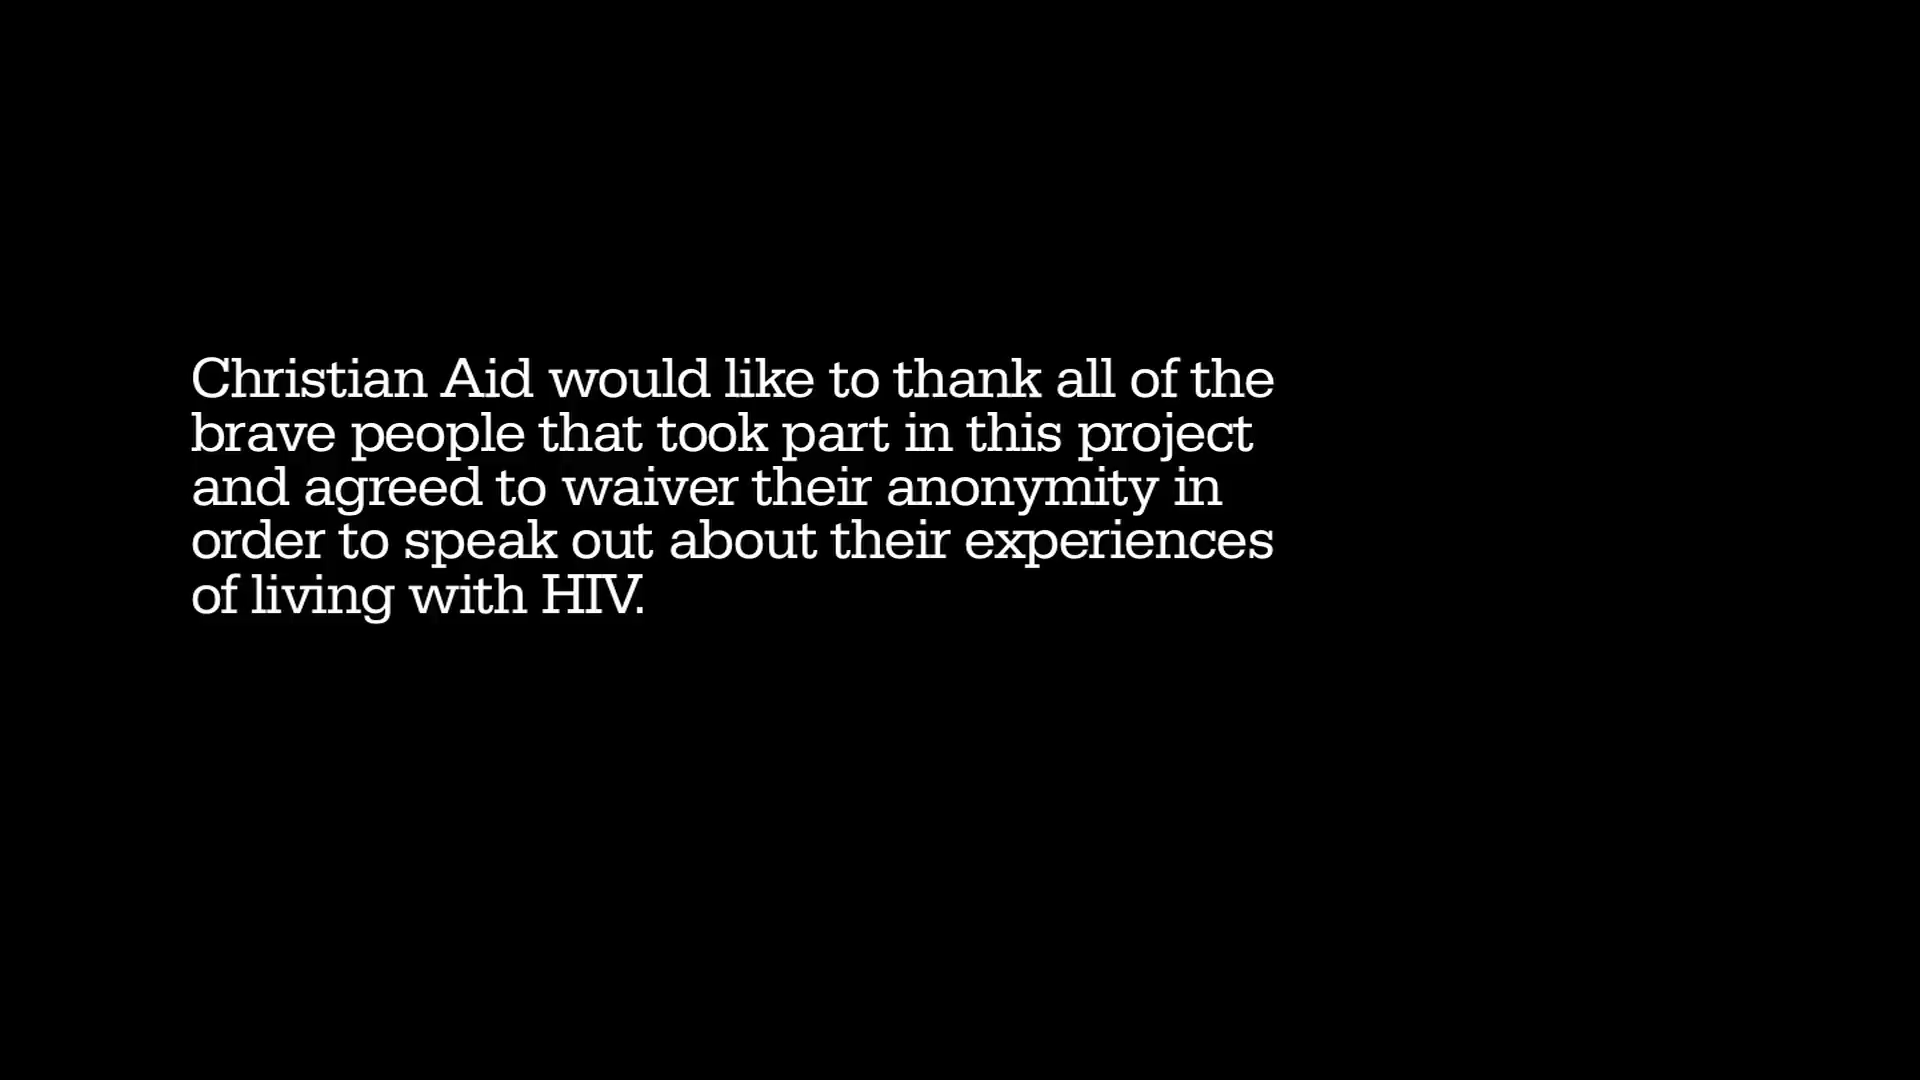 Christian Aid would like to thank all of the
brave people that took part in this project
and agreed to waiver their anonymity in
order to speak out about their experiences
of living with HIV.